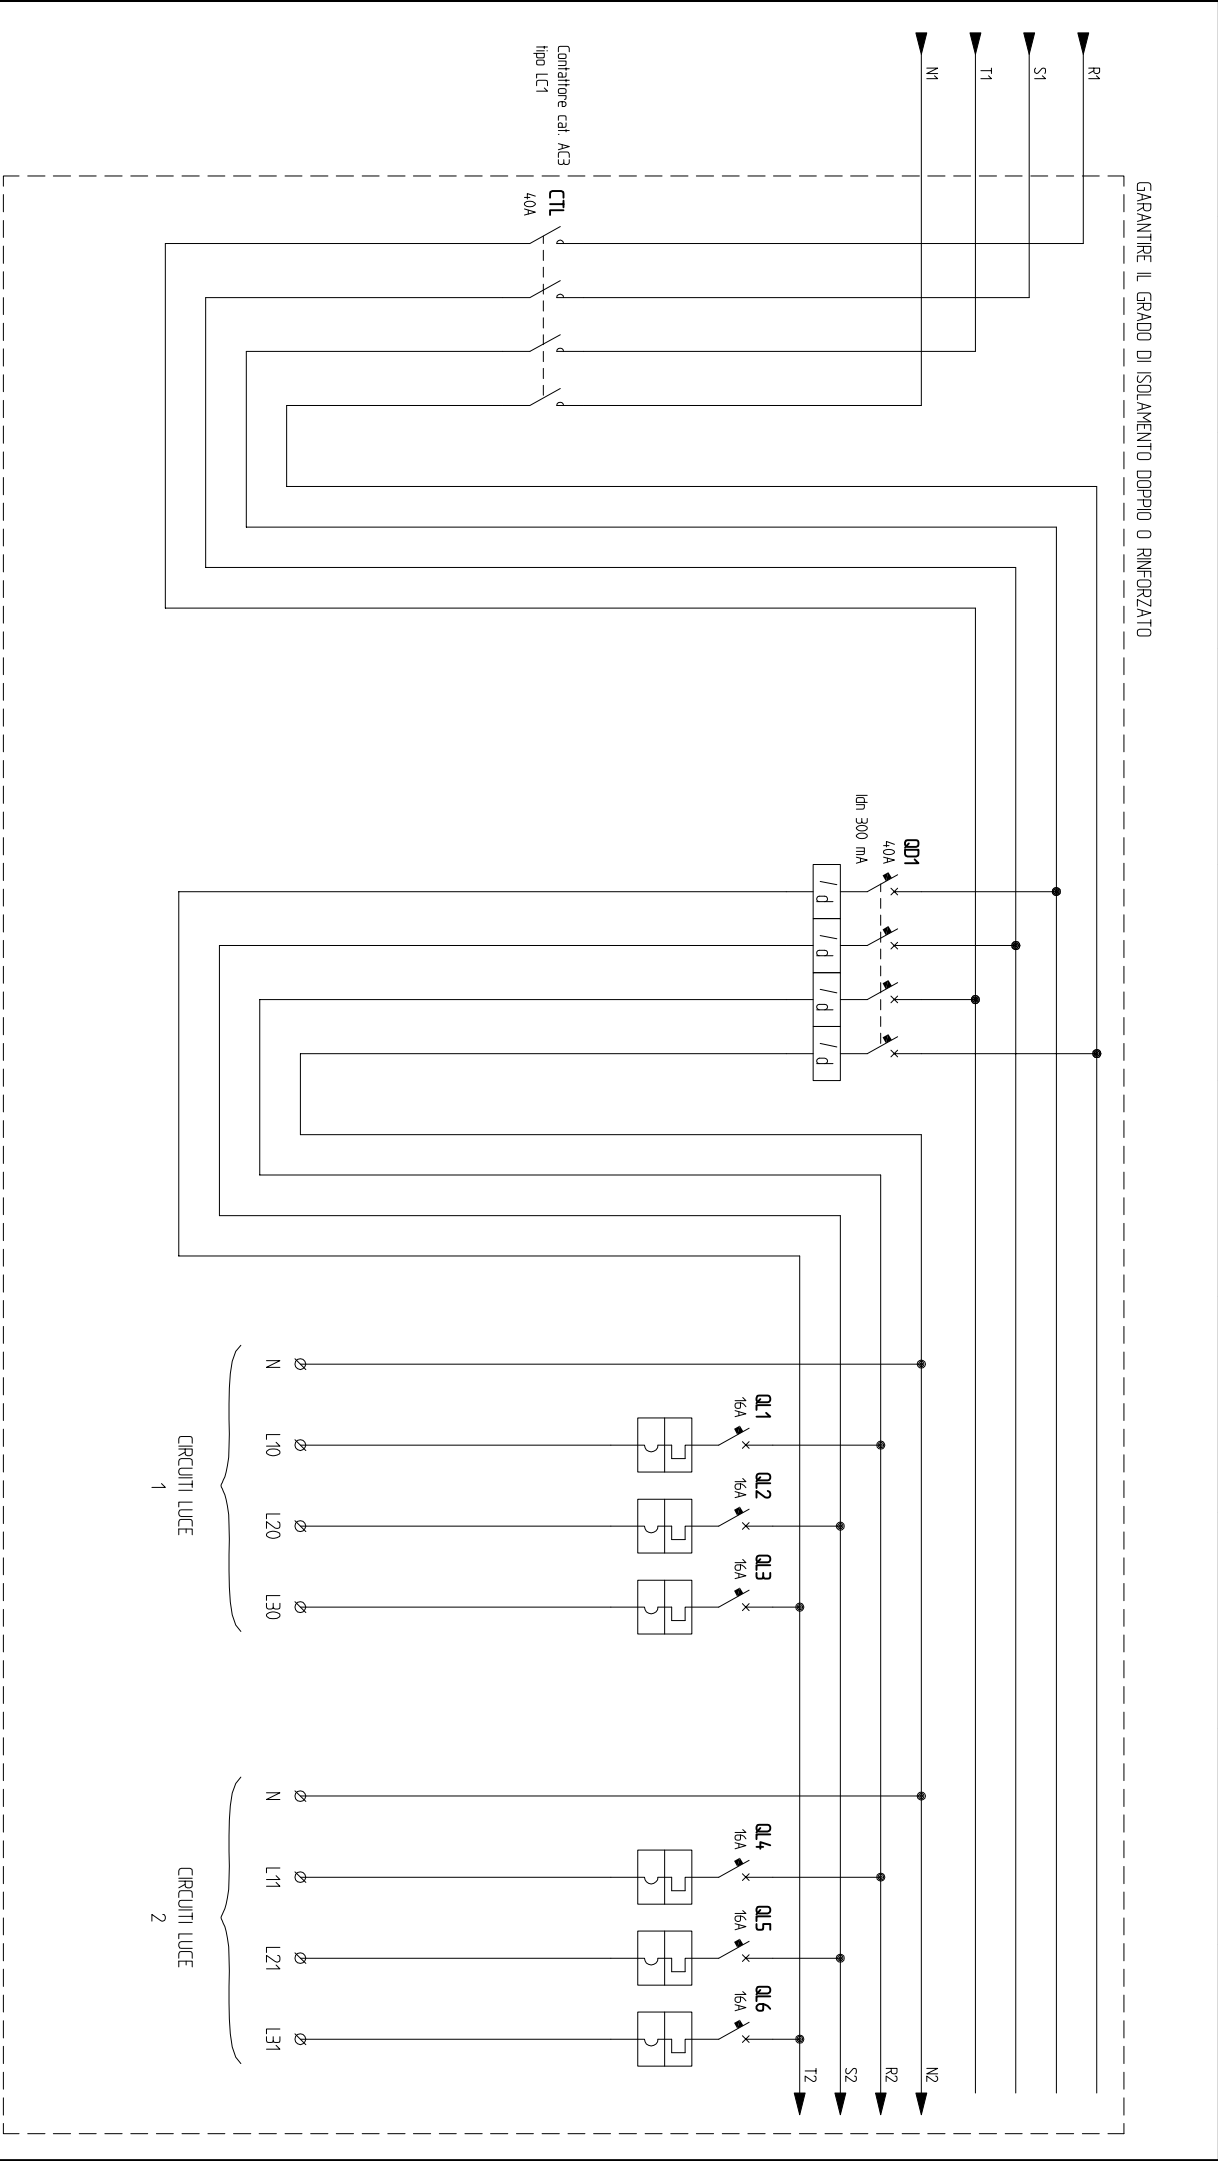 GARANTIRE IL GRADO DI ISOLAMENTO DOPPIO O RINFORZATO
R1
S1
T1
N1
Contattore cat. AC3
tipo LC1
CTL
40A
QD1
40A
Idn 300 mA
/d
/d
/d
/d
QL1
16A
QL2
16A
QL3
16A
QL4
16A
QL5
16A
QL6
16A
N2
R2
S2
T2
N
L10
L20
L30
CIRCUITI LUCE
1
N
L11
L21
L31
CIRCUITI LUCE
2